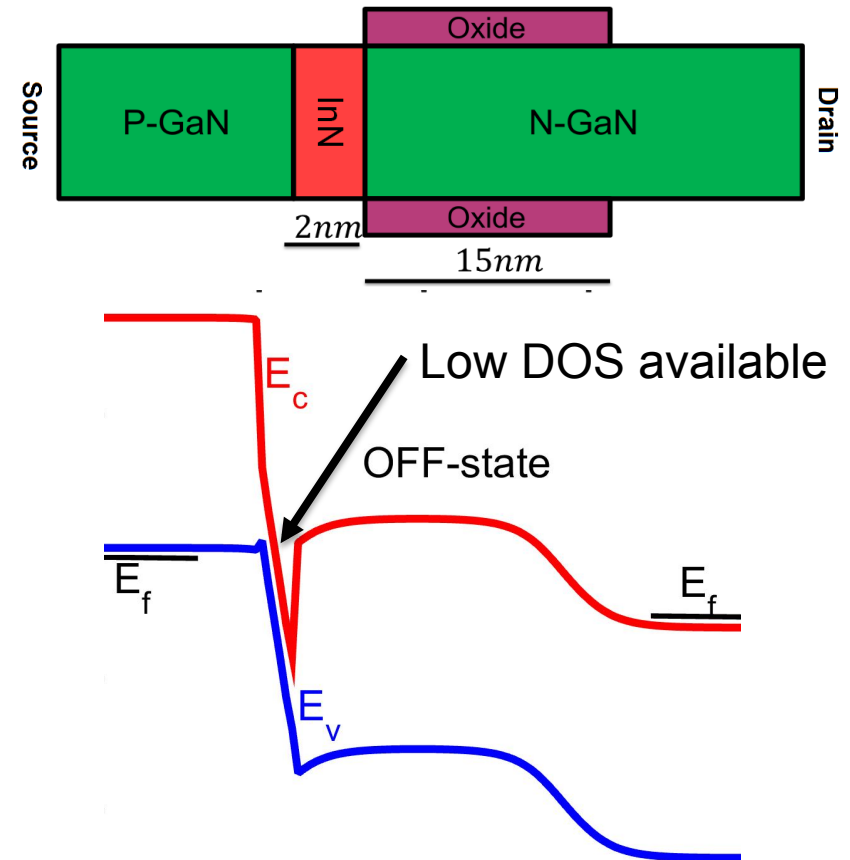 Oxide
Source
P-GaN
InN
N-GaN
Drain
Oxide
2nm
15nm
Ec
Low DOS available
OFF-state
Ef
Ef
Ev